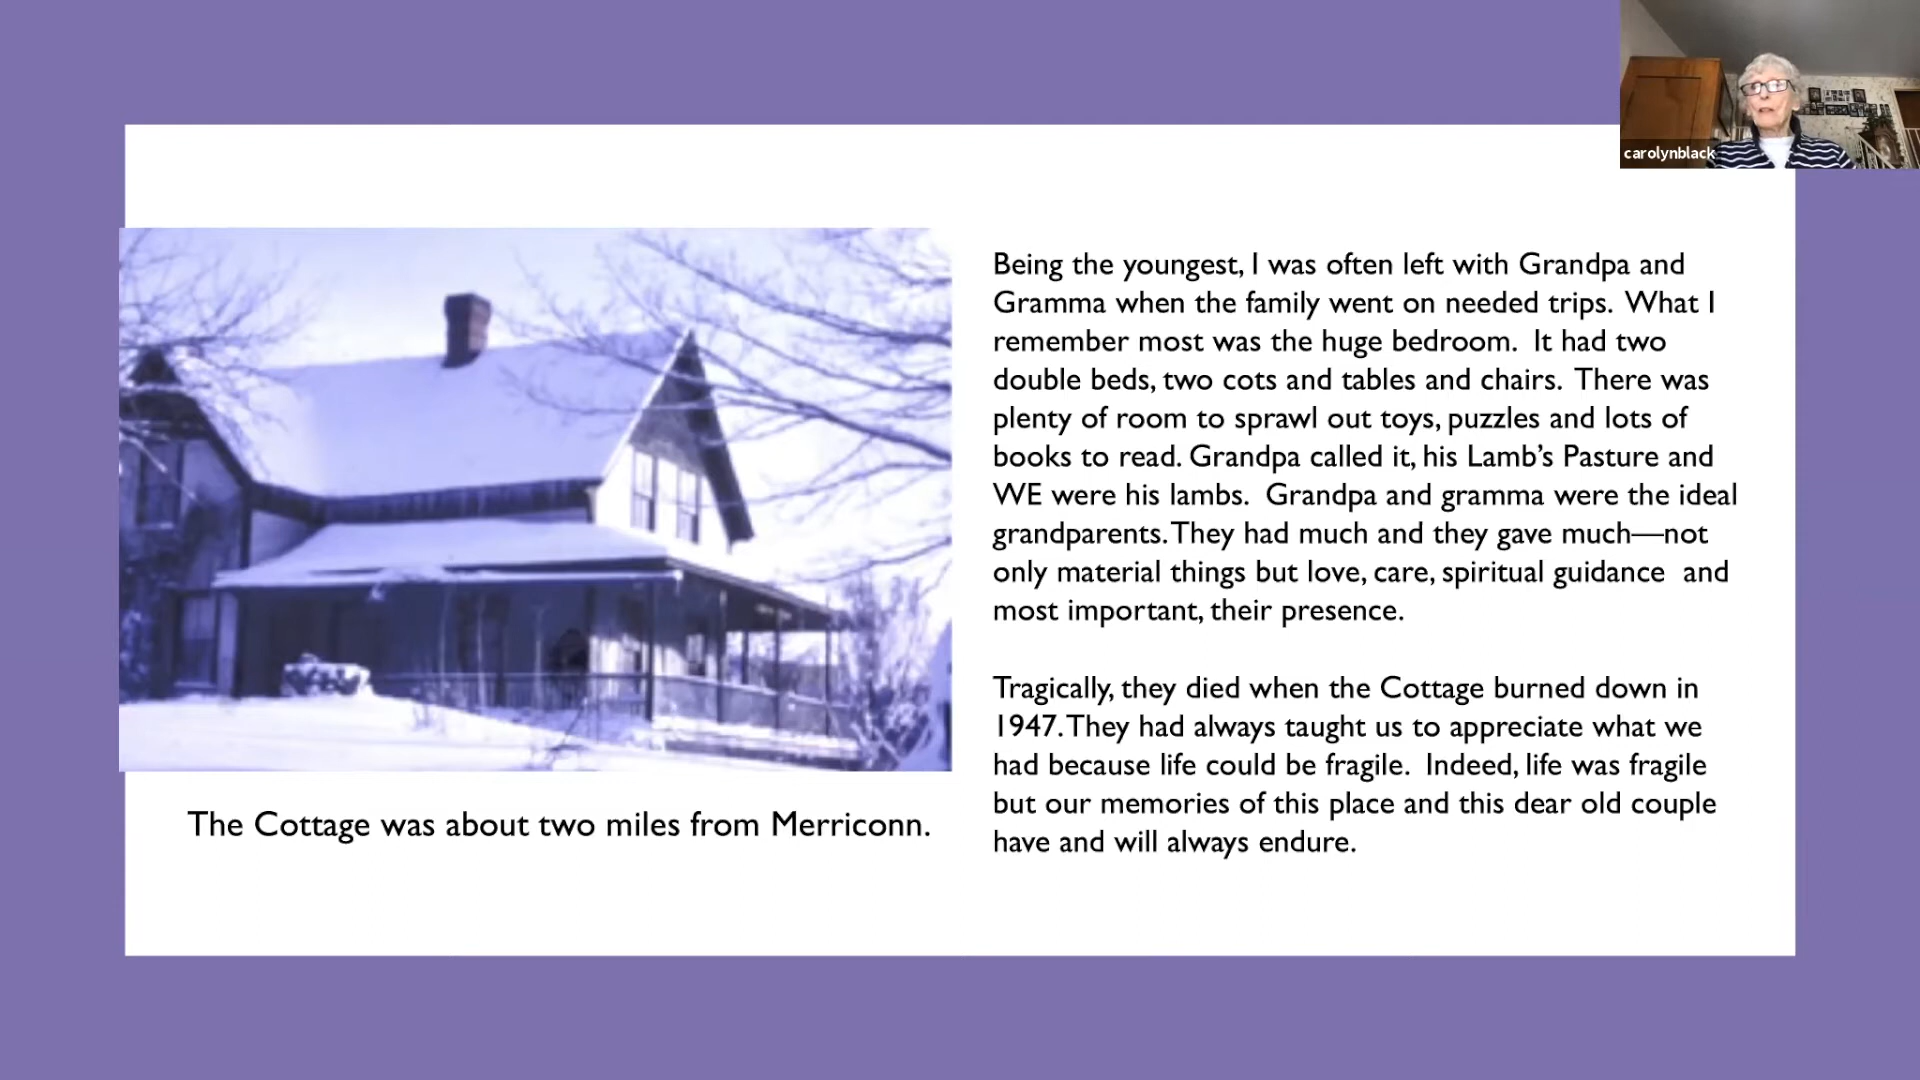 carolynblack
Being the youngest, I was often left with Grandpa and
Gramma when the family went on needed trips. What I
remember most was the huge bedroom. It had two
double beds, two cots and tables and chairs. There was
plenty of room to sprawl out toys, puzzles and lots of
books to read. Grandpa called it, his Lamb’s Pasture and
WE were his lambs. Grandpa and gramma were the ideal
grandparents. They had much and they gave much—not
only material things but love, care, spiritual guidance and
most important, their presence.
Tragically, they died when the Cottage burned down in
1947. They had always taught us to appreciate what we
had because life could be fragile. Indeed, life was fragile
but our memories of this place and this dear old couple
have and will always endure.
The Cottage was about two miles from Merriconn.